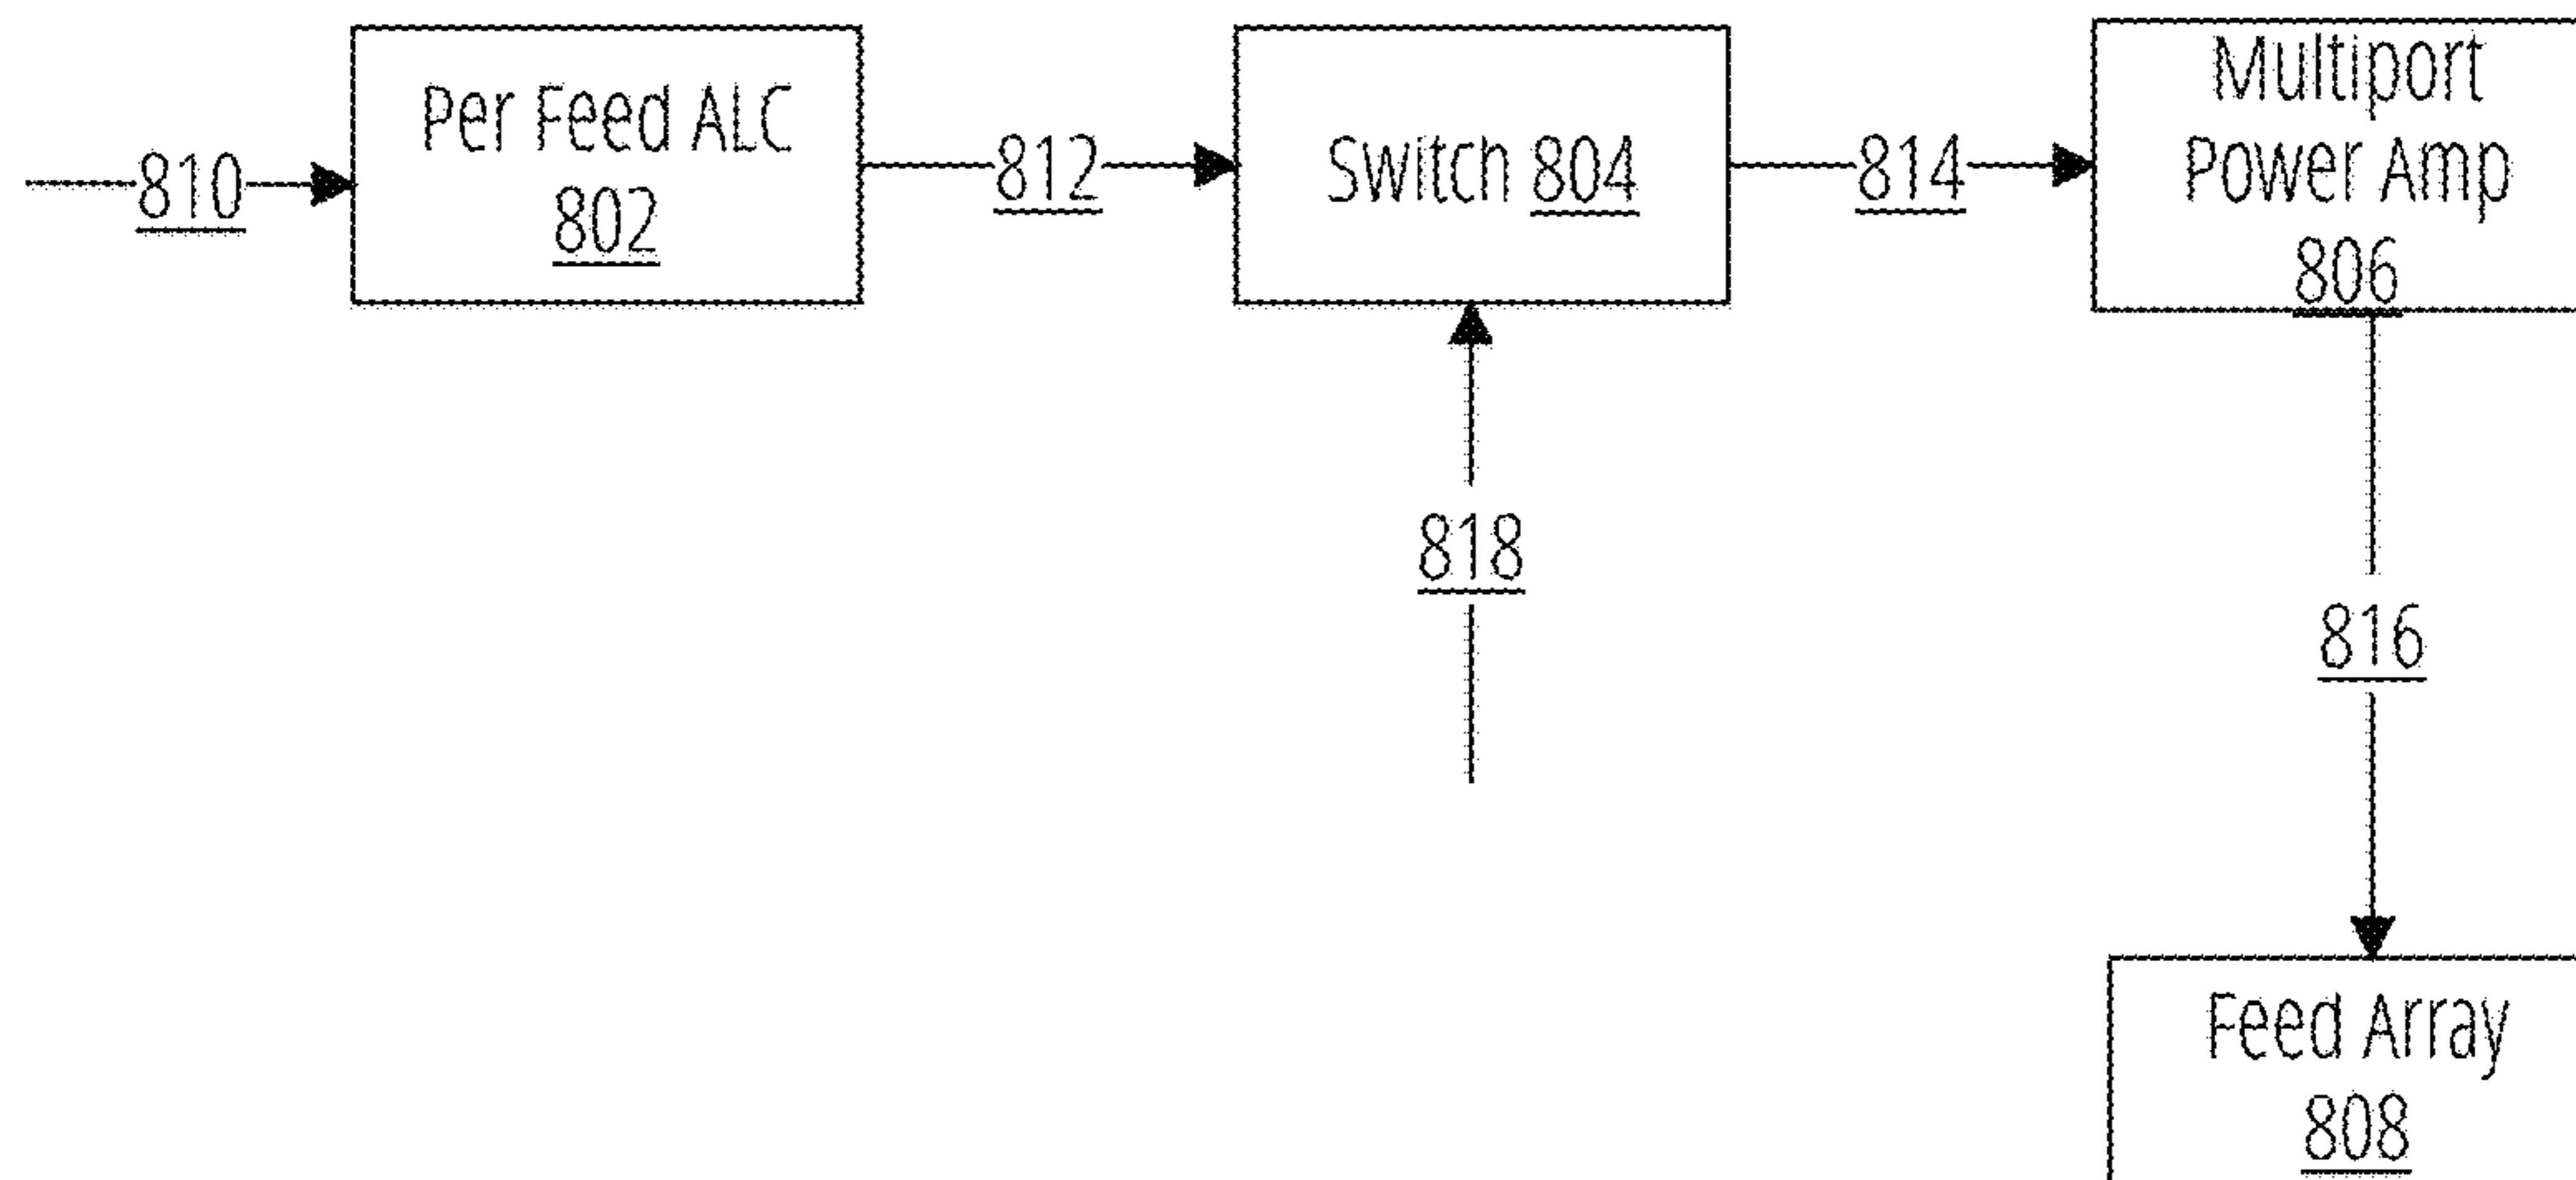 Per Feed ALC
802
810
812
Switch 804
814
Multiport
Power Amp
806
818
816
Feed Array
808